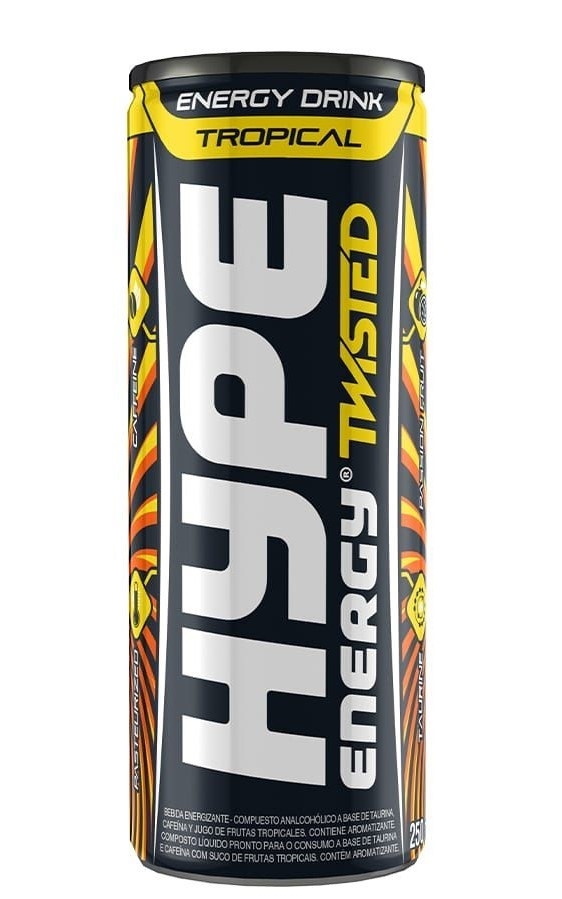 ENERGY DRINK
TROPICAL
HYPE
ENERGY® TWISTED
CAFFEINE
PASTEURIZED
PASSION FRUIT
TAURINE
BEBIDA ENERGIZANTE - COMPUESTO ANALCOHÓLICO A BASE DE TAURINA,
CAFEÍNA Y JUGO DE FRUTAS TROPICALES. CONTIENE AROMATIZANTE.
COMPOSTO LÍQUIDO PRONTO PARA O CONSUMO A BASE DE TAURINA
E CAFEÍNA COM SUCO DE FRUTAS TROPICAIS. CONTÉM AROMATIZANTE.
250